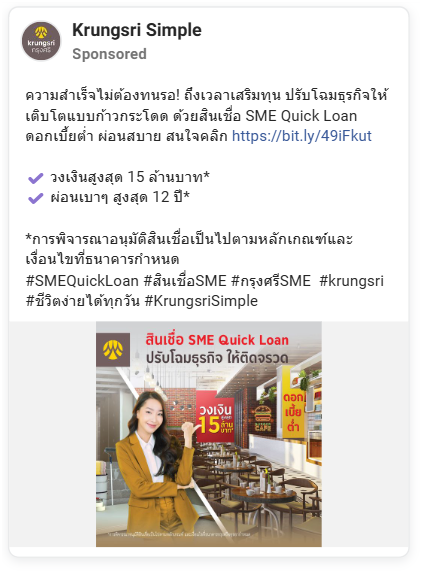 krungsri
กรุงศรี
Krungsri Simple
Sponsored
ความสำเร็จไม่ต้องทนรอ! ถึงเวลาเสริมทุน ปรับโฉมธุรกิจให้
เติบโตแบบก้าวกระโดด ด้วยสินเชื่อ SME Quick Loan
ดอกเบี้ยต่ำ ผ่อนสบาย สนใจคลิก https://bit.ly/49iFkut
วงเงินสูงสุด 15 ล้านบาท*
ผ่อนเบาๆ สูงสุด 12 ปี*
*การพิจารณาอนุมัติสินเชื่อเป็นไปตามหลักเกณฑ์และ
เงื่อนไขที่ธนาคารกำหนด
#SMEQuickLoan #สินเชื่อSME #กรุงศรีSME #krungsri
#ชีวิตง่ายได้ทุกวัน #KrungsriSimple
สินเชื่อ SME Quick Loan
ปรับโฉมธุรกิจ ให้ติดจรวด
วงเงิน
สูงสุด
15 ล้าน
บาท*
ดอก
เบี้ย
ต่ำ